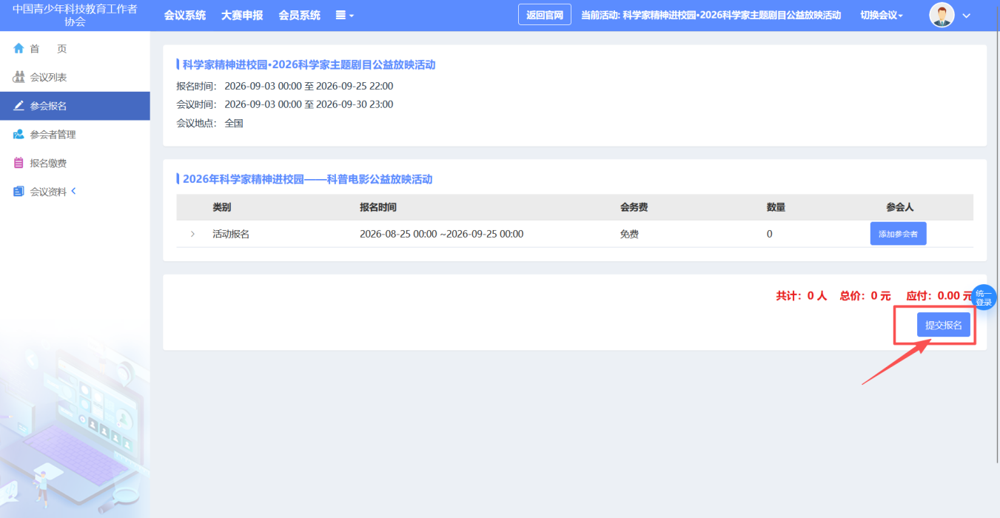 中国青少年科技教育工作者
协会
会议系统 大赛申报 会员系统
返回官网 当前活动: 科学家精神进校园•2026科学家主题剧目公益放映活动 切换会议
首 页
会议列表
参会报名
参会者管理
报名缴费
会议资料
科学家精神进校园•2026科学家主题剧目公益放映活动
报名时间: 2026-09-03 00:00 至 2026-09-25 22:00
会议时间: 2026-09-03 00:00 至 2026-09-30 23:00
会议地点: 全国
2026年科学家精神进校园——科普电影公益放映活动
类别 报名时间 会务费 数量 参会人
活动报名 2026-08-25 00:00 ~2026-09-25 00:00 免费 0 添加参会者
共计: 0 人 总价: 0 元 应付: 0.00 元
统一
登录
提交报名